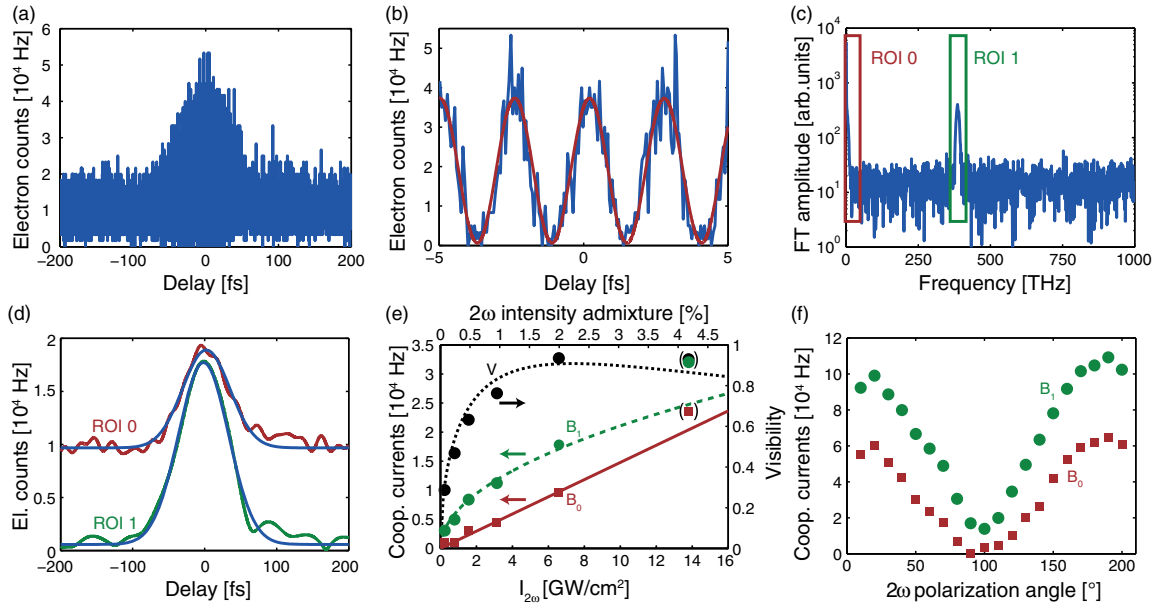 (a)
Electron counts [10⁴ Hz]
6
5
4
3
2
1
0
−200 −100 0 100 200
Delay [fs]
(b)
Electron counts [10⁴ Hz]
5
4
3
2
1
0
−5 0 5
Delay [fs]
(c)
FT amplitude [arb.units]
10⁴
10³
10²
10¹
10⁰
ROI 0
ROI 1
0 250 500 750 1000
Frequency [THz]
(d)
El. counts [10⁴ Hz]
2
1.5
1
0.5
0
ROI 0
ROI 1
−200 −100 0 100 200
Delay [fs]
(e)
2ω intensity admixture [%]
0 0.5 1 1.5 2 2.5 3 3.5 4 4.5
Coop. currents [10⁴ Hz]
3.5
3
2.5
2
1.5
1
0.5
0
V
B₁
B₀
( )
( )
1
0.8
0.6
0.4
0.2
0
Visibility
0 2 4 6 8 10 12 14 16
I₂ω [GW/cm²]
(f)
Coop. currents [10⁴ Hz]
12
10
8
6
4
2
0
B₁
B₀
0 50 100 150 200
2ω polarization angle [°]